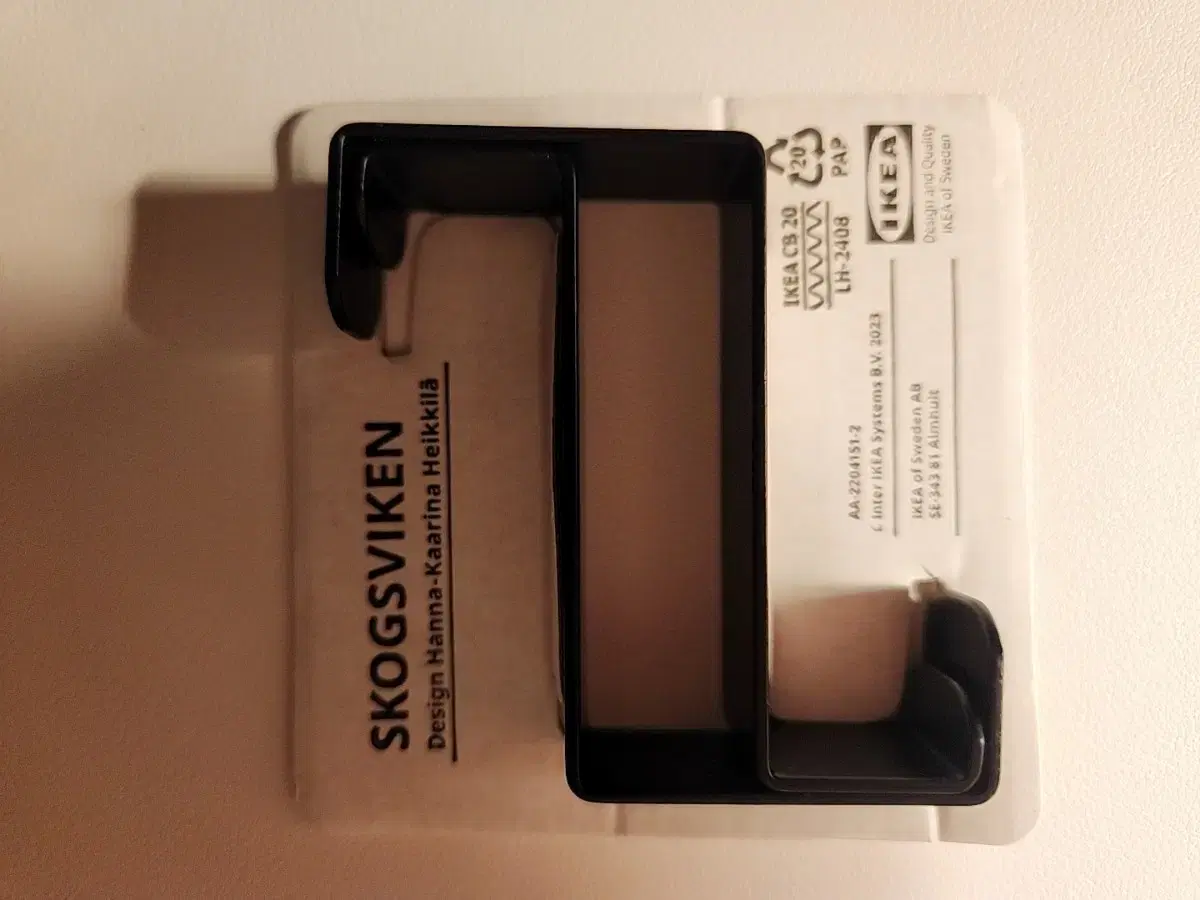 SKOGSVIKEN
Design Hanna-Kaarina Heikkilä
IKEA CB 20
LH-2408
20
PAP
AA-2204151-2
Inter IKEA Systems B.V. 2023
IKEA of Sweden AB
SE-343 81 Älmhult
IKEA
Design and Quality
IKEA of Sweden